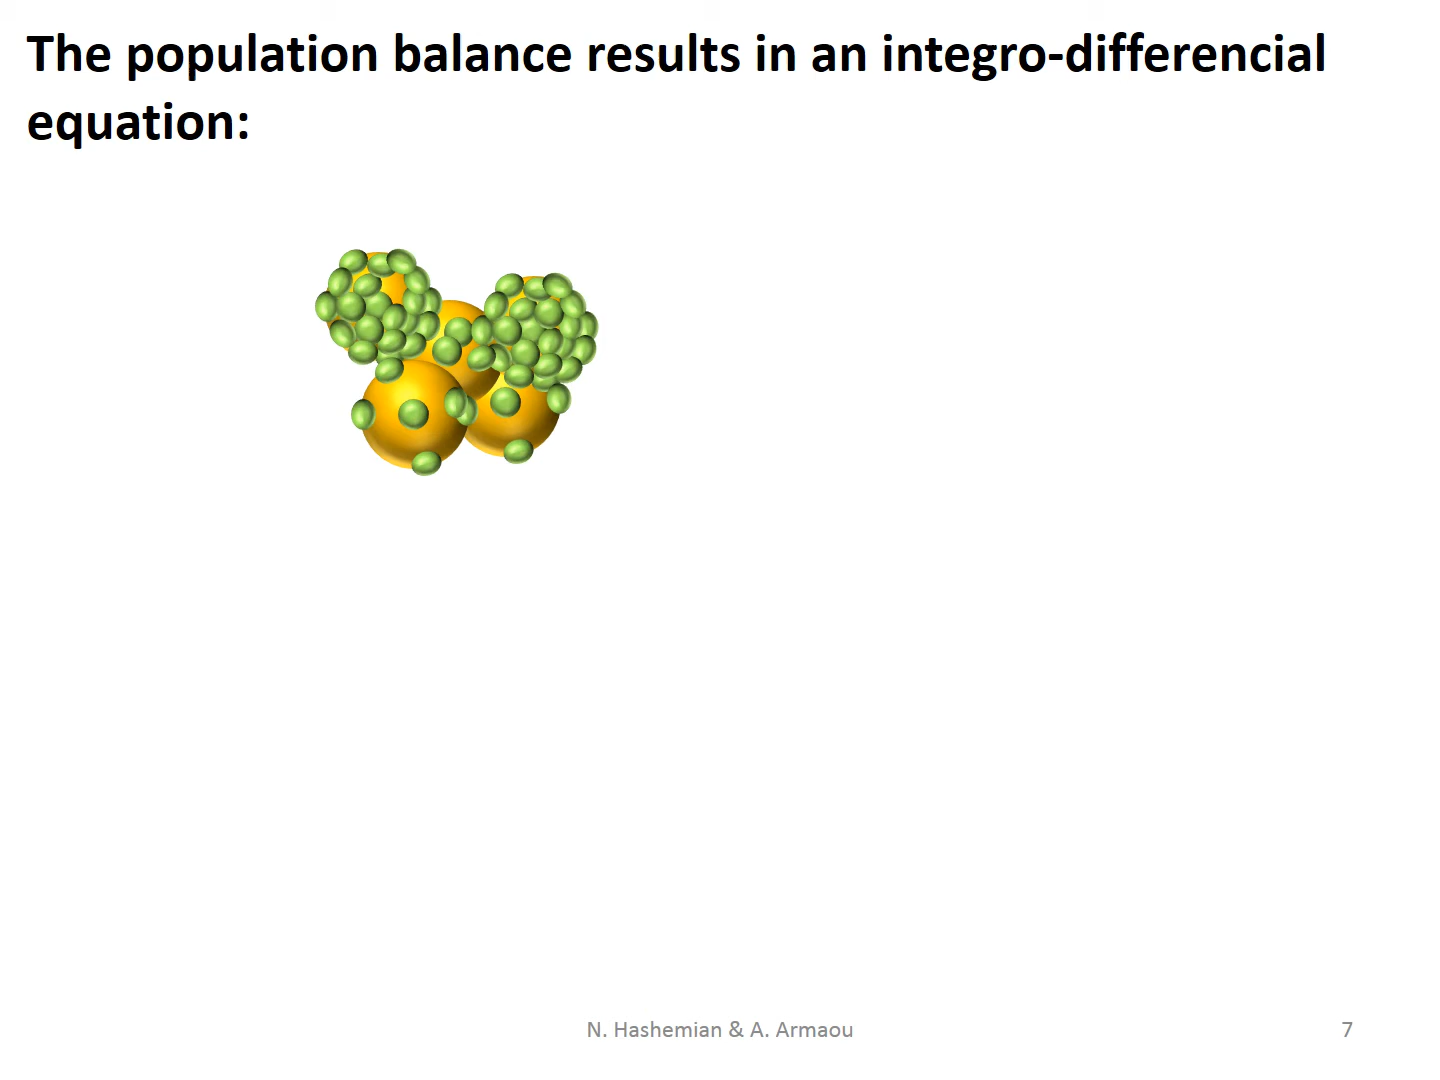 The population balance results in an integro-differencial
equation:
N. Hashemian & A. Armaou
7